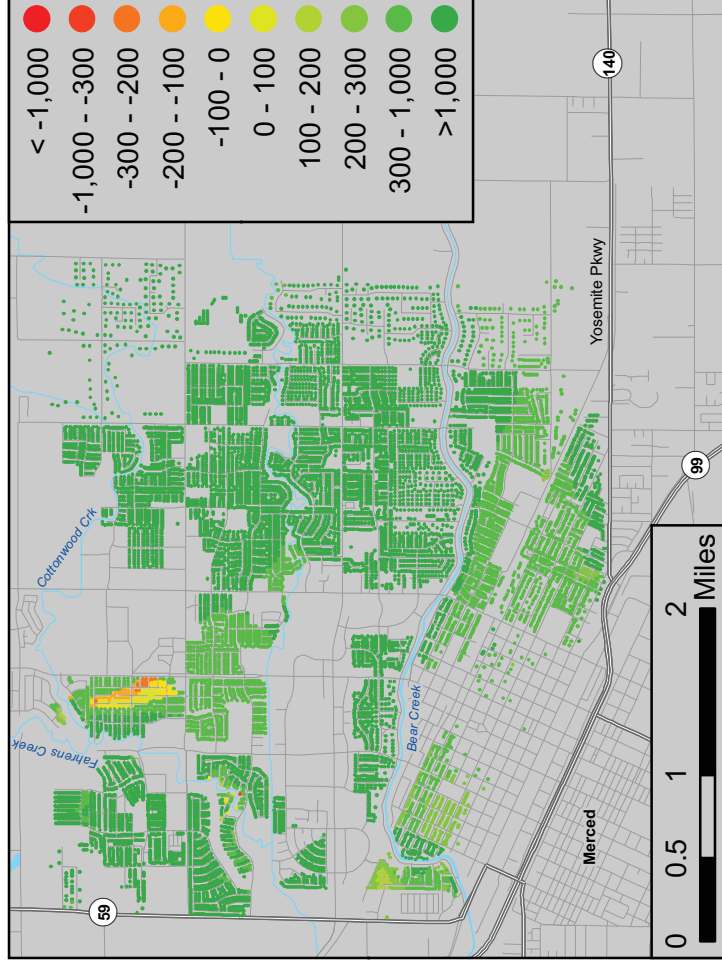 < -1,000
-1,000 - -300
-300 - -200
-200 - -100
-100 - 0
0 - 100
100 - 200
200 - 300
300 - 1,000
>1,000
140
Cottonwood Crk
Yosemite Pkwy
Fahrens Creek
Bear Creek
99
59
Merced
0 0.5 1 2
Miles